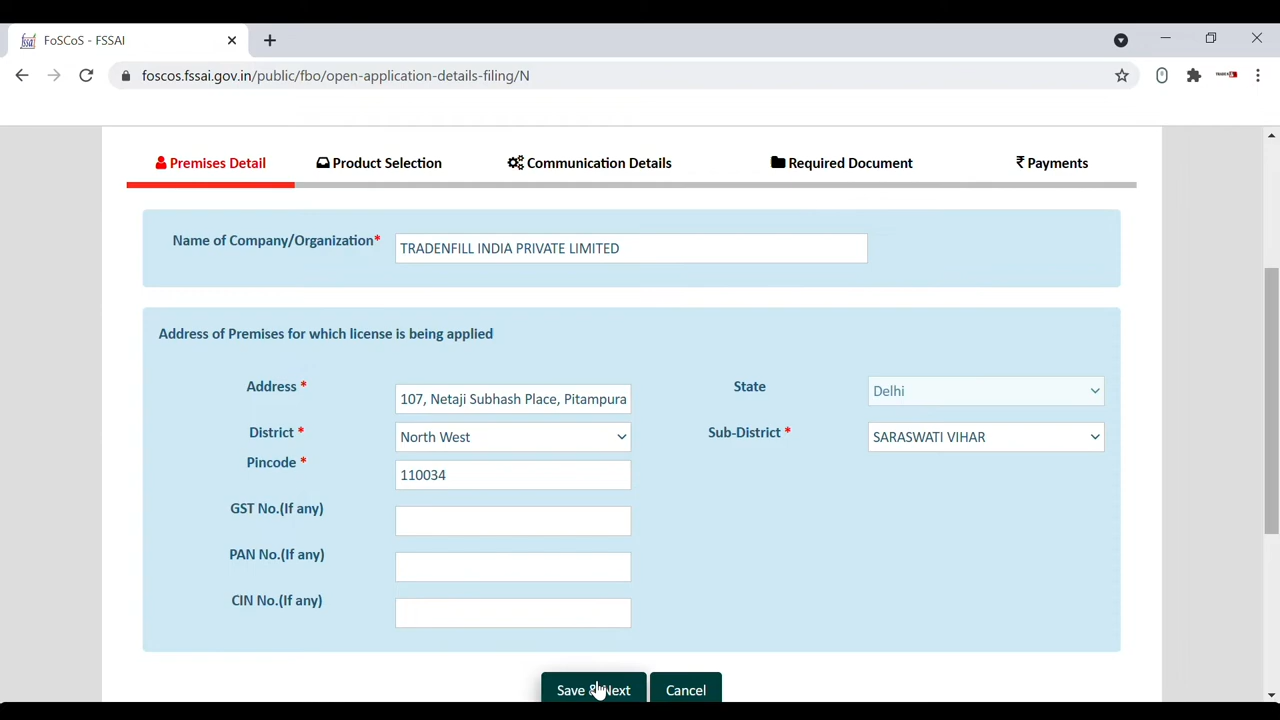 FoSCoS - FSSAI
foscos.fssai.gov.in/public/fbo/open-application-details-filing/N
Premises Detail Product Selection Communication Details Required Document ₹ Payments
Name of Company/Organization* TRADENFILL INDIA PRIVATE LIMITED
Address of Premises for which license is being applied
Address * 107, Netaji Subhash Place, Pitampura State Delhi
District * North West Sub-District * SARASWATI VIHAR
Pincode * 110034
GST No.(If any)
PAN No.(If any)
CIN No.(If any)
Save & Next Cancel